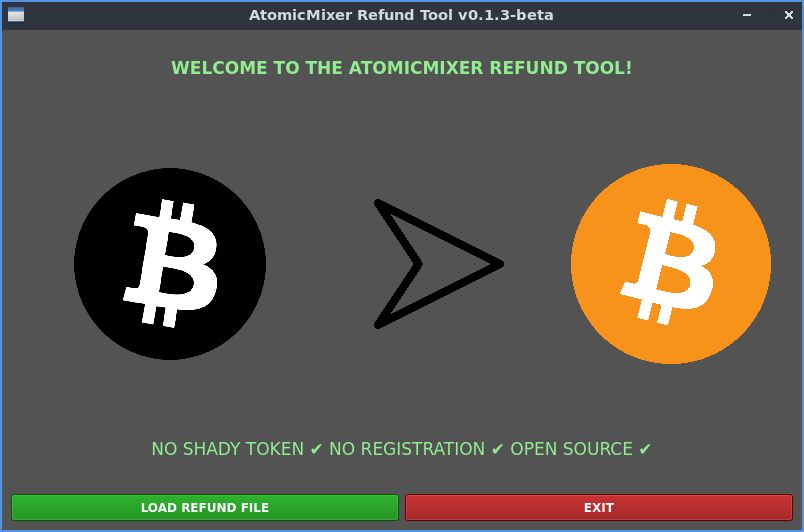 AtomicMixer Refund Tool v0.1.3-beta
WELCOME TO THE ATOMICMIXER REFUND TOOL!
NO SHADY TOKEN ✔ NO REGISTRATION ✔ OPEN SOURCE ✔
LOAD REFUND FILE
EXIT